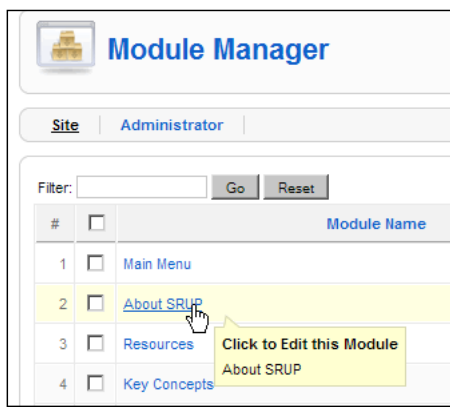 Module Manager
Site Administrator
Filter: Go Reset
# Module Name
1 Main Menu
2 About SRUP
3 Resources
Click to Edit this Module
About SRUP
4 Key Concepts